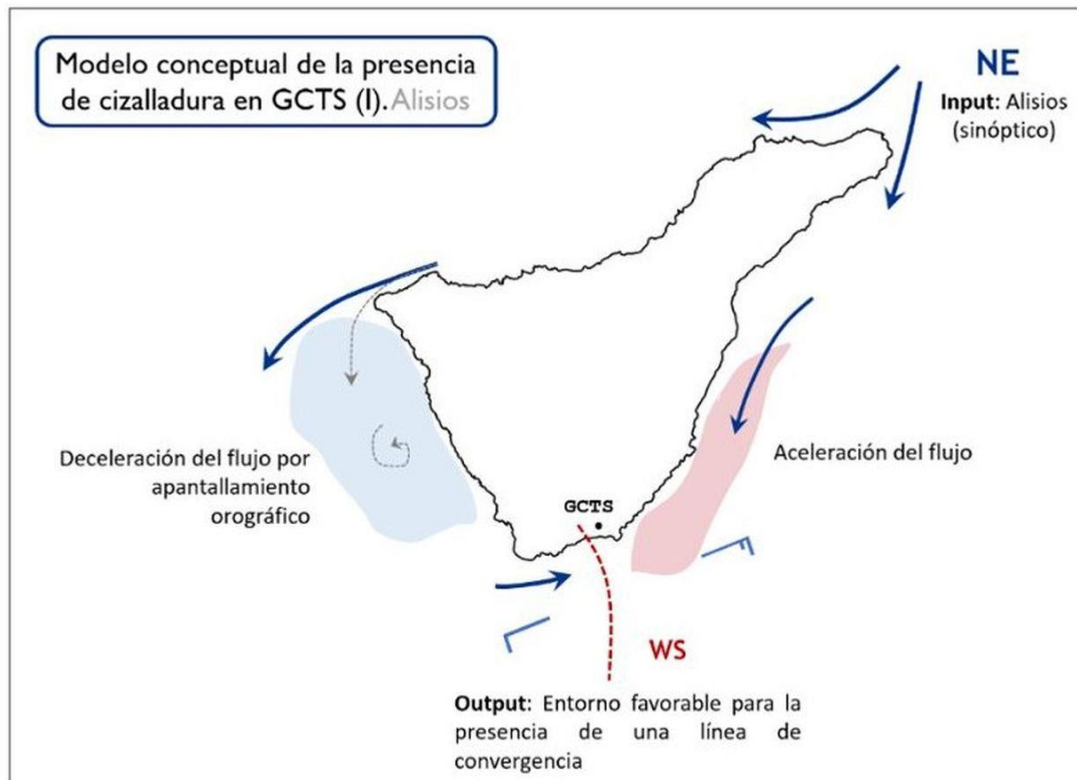 Modelo conceptual de la presencia
de cizalladura en GCTS (I). Alisios
NE
Input: Alisios
(sinóptico)
Deceleración del flujo por
apantallamiento
orográfico
Aceleración del flujo
GCTS
WS
Output: Entorno favorable para la
presencia de una línea de
convergencia